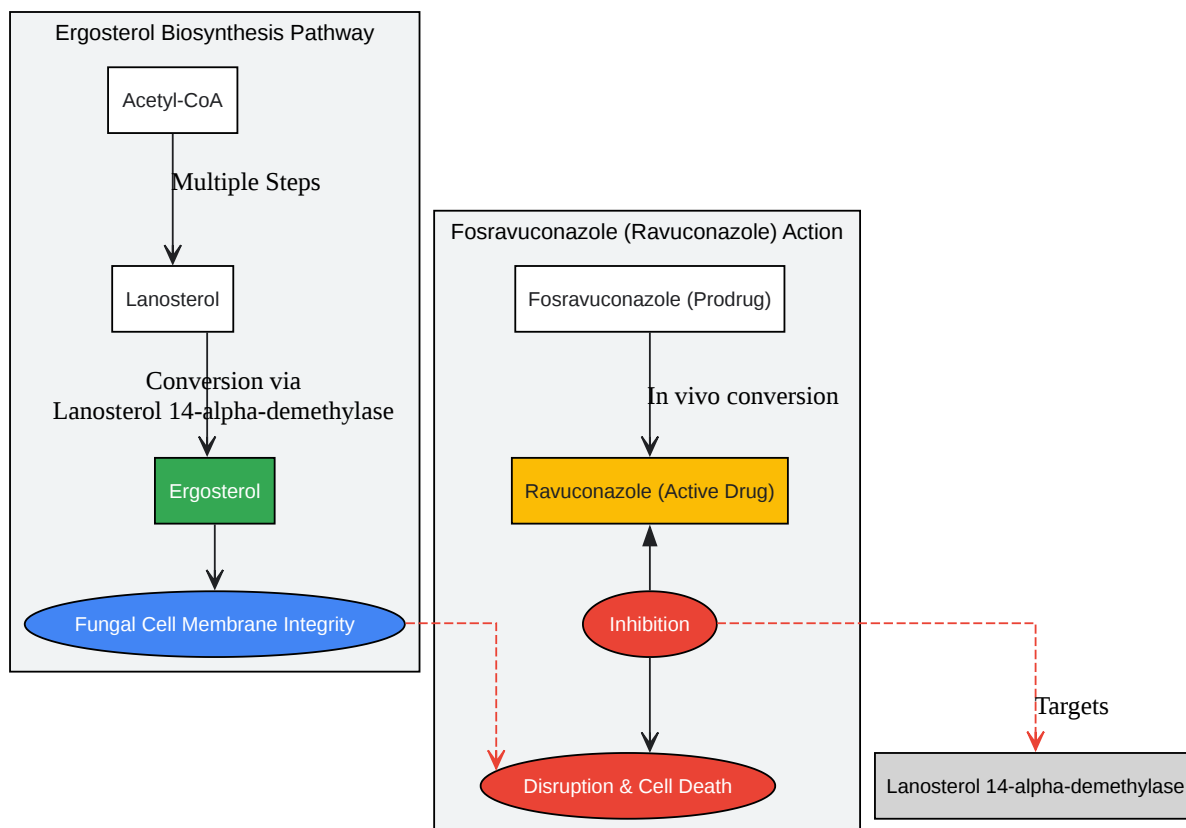 Ergosterol Biosynthesis Pathway
Acetyl-CoA
Multiple Steps
Lanosterol
Conversion via
Lanosterol 14-alpha-demethylase
Ergosterol
Fungal Cell Membrane Integrity
Fosravuconazole (Ravuconazole) Action
Fosravuconazole (Prodrug)
In vivo conversion
Ravuconazole (Active Drug)
Inhibition
Disruption & Cell Death
Targets
Lanosterol 14-alpha-demethylase